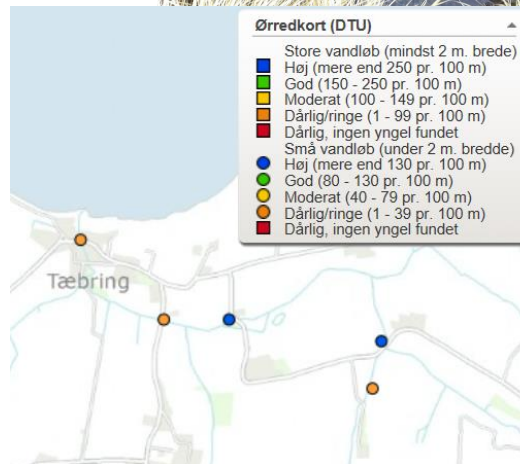 Ørredkort (DTU)
Store vandløb (mindst 2 m. brede)
Høj (mere end 250 pr. 100 m)
God (150 - 250 pr. 100 m)
Moderat (100 - 149 pr. 100 m)
Dårlig/ringe (1 - 99 pr. 100 m)
Dårlig, ingen yngel fundet
Små vandløb (under 2 m. bredde)
Høj (mere end 130 pr. 100 m)
God (80 - 130 pr. 100 m)
Moderat (40 - 79 pr. 100 m)
Dårlig/ringe (1 - 39 pr. 100 m)
Dårlig, ingen yngel fundet
Tæbring